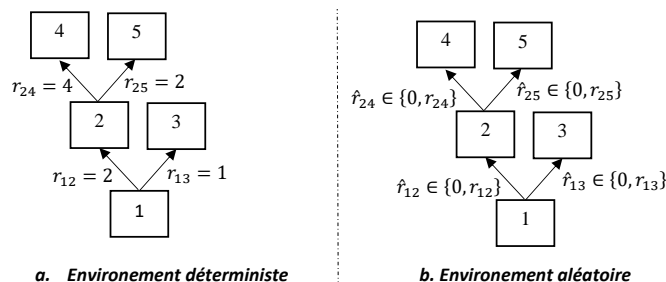 4 5
r₂₄ = 4 r₂₅ = 2
2 3
r₁₂ = 2 r₁₃ = 1
1
a. Environement déterministe
4 5
r̂₂₄ ∈ {0, r₂₄} r̂₂₅ ∈ {0, r₂₅}
2 3
r̂₁₂ ∈ {0, r₁₂} r̂₁₃ ∈ {0, r₁₃}
1
b. Environement aléatoire